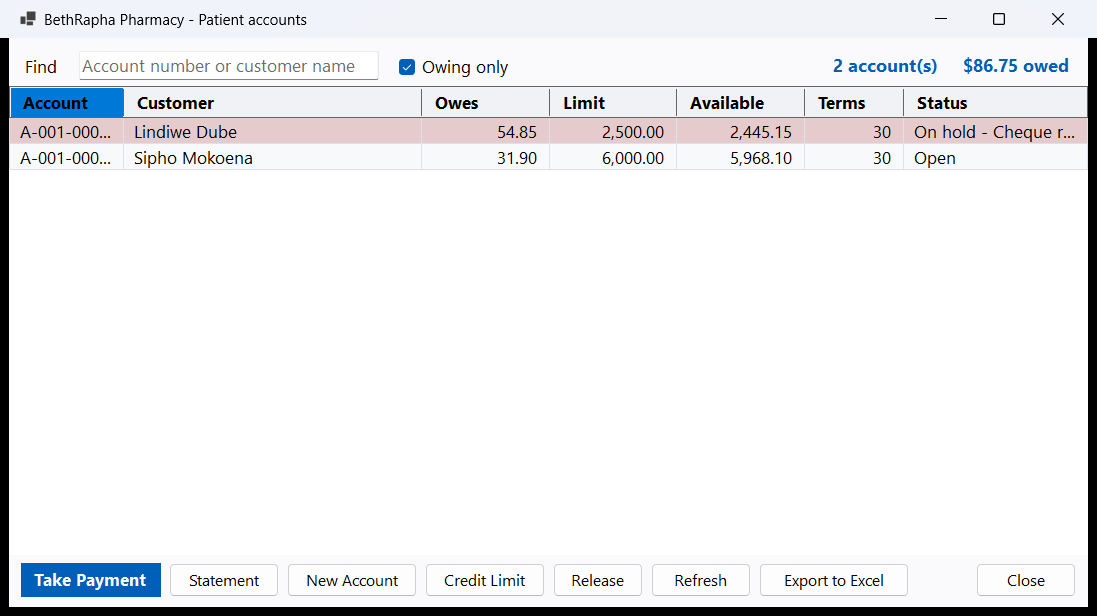 BethRapha Pharmacy - Patient accounts
Find Account number or customer name Owing only 2 account(s) $86.75 owed
Account Customer Owes Limit Available Terms Status
A-001-000... Lindiwe Dube 54.85 2,500.00 2,445.15 30 On hold - Cheque r...
A-001-000... Sipho Mokoena 31.90 6,000.00 5,968.10 30 Open
Take Payment Statement New Account Credit Limit Release Refresh Export to Excel Close